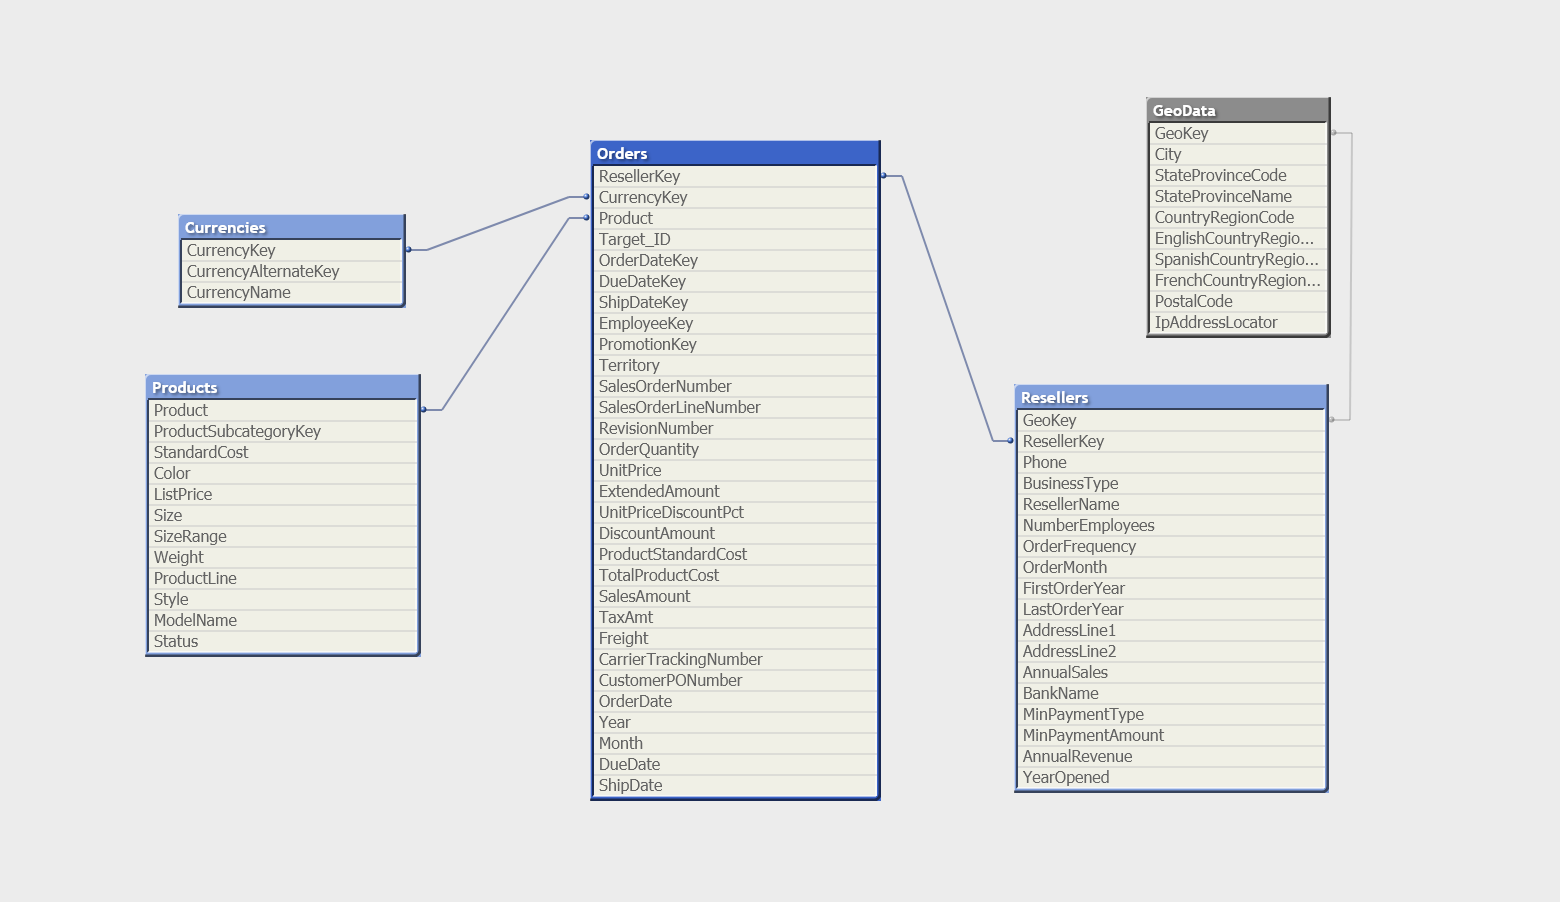 Currencies
CurrencyKey
CurrencyAlternateKey
CurrencyName
Products
Product
ProductSubcategoryKey
StandardCost
Color
ListPrice
Size
SizeRange
Weight
ProductLine
Style
ModelName
Status
Orders
ResellerKey
CurrencyKey
Product
Target_ID
OrderDateKey
DueDateKey
ShipDateKey
EmployeeKey
PromotionKey
Territory
SalesOrderNumber
SalesOrderLineNumber
RevisionNumber
OrderQuantity
UnitPrice
ExtendedAmount
UnitPriceDiscountPct
DiscountAmount
ProductStandardCost
TotalProductCost
SalesAmount
TaxAmt
Freight
CarrierTrackingNumber
CustomerPONumber
OrderDate
Year
Month
DueDate
ShipDate
GeoData
GeoKey
City
StateProvinceCode
StateProvinceName
CountryRegionCode
EnglishCountryRegio...
SpanishCountryRegio...
FrenchCountryRegion...
PostalCode
IpAddressLocator
Resellers
GeoKey
ResellerKey
Phone
BusinessType
ResellerName
NumberEmployees
OrderFrequency
OrderMonth
FirstOrderYear
LastOrderYear
AddressLine1
AddressLine2
AnnualSales
BankName
MinPaymentType
MinPaymentAmount
AnnualRevenue
YearOpened